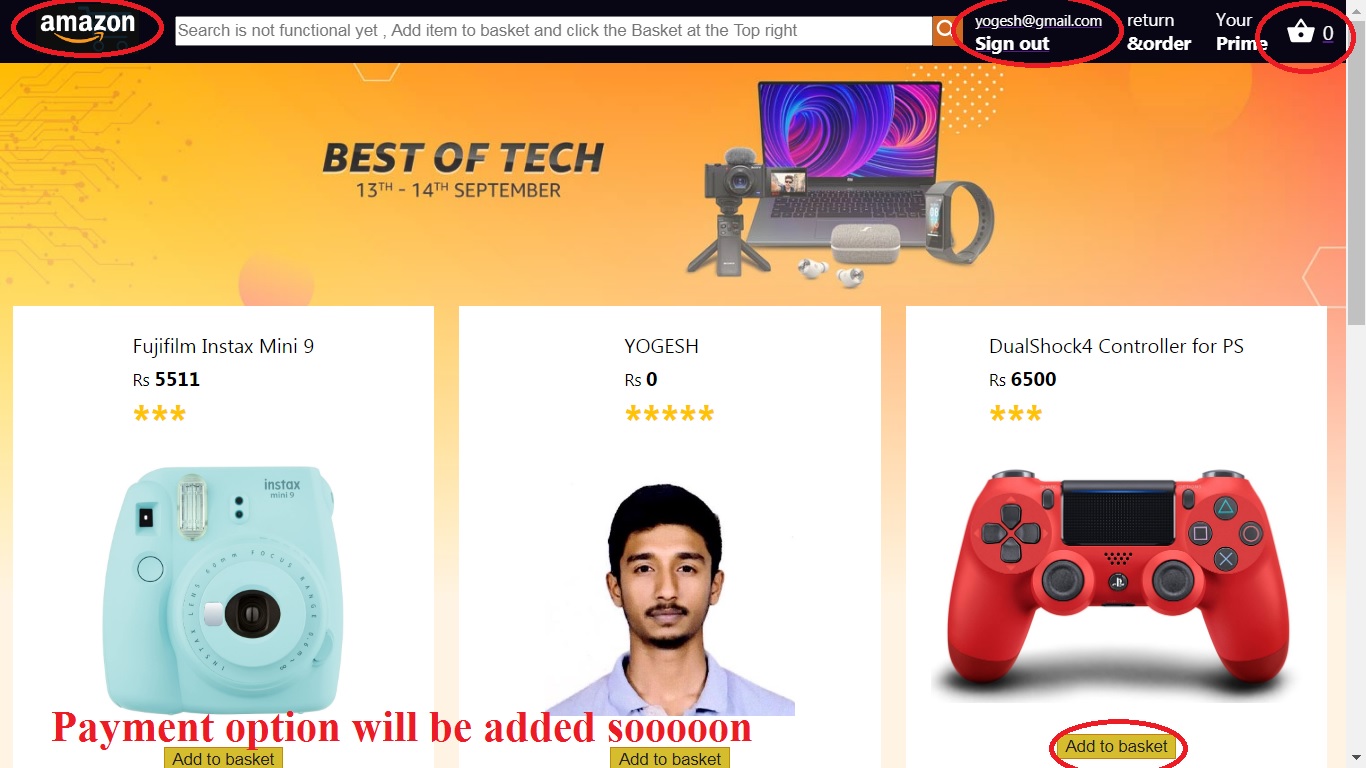 amazon
Search is not functional yet , Add item to basket and click the Basket at the Top right
yogesh@gmail.com
Sign out
return
&order
Your
Prime
0
BEST OF TECH
13TH - 14TH SEPTEMBER
Fujifilm Instax Mini 9
Rs 5511
***
YOGESH
Rs 0
*****
DualShock4 Controller for PS
Rs 6500
***
instax
mini 9
Payment option will be added sooooon
Add to basket
Add to basket
Add to basket